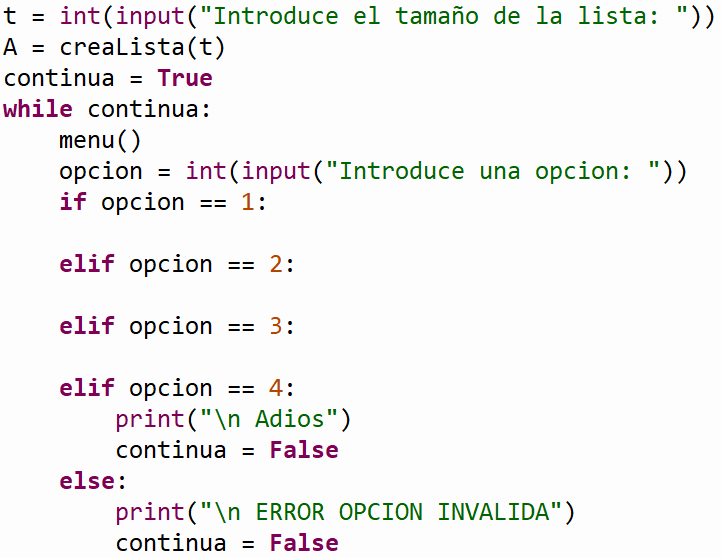 t = int(input("Introduce el tamaño de la lista: "))
A = creaLista(t)
continua = True
while continua:
    menu()
    opcion = int(input("Introduce una opcion: "))
    if opcion == 1:
    elif opcion == 2:
    elif opcion == 3:
    elif opcion == 4:
        print("\n Adios")
        continua = False
    else:
        print("\n ERROR OPCION INVALIDA")
        continua = False